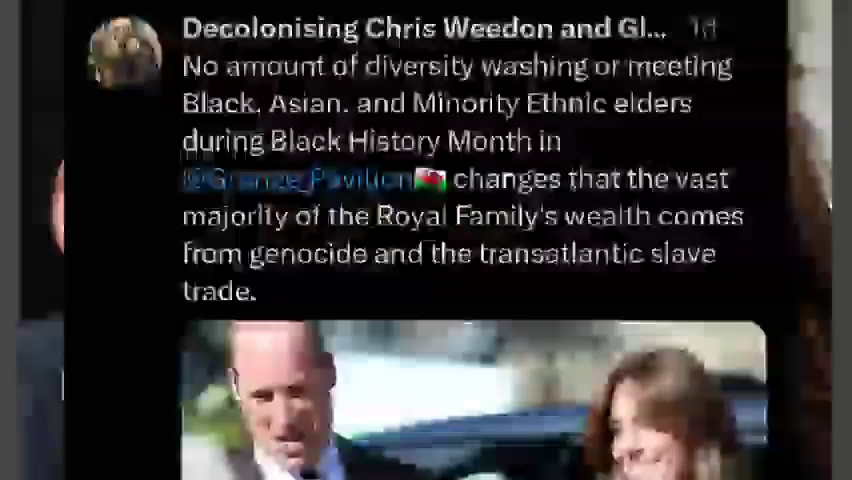 Decolonising Chris Weedon and Gl... 1d
No amount of diversity washing or meeting
Black, Asian, and Minority Ethnic elders
during Black History Month in
@Grange_Pavilion🏴󠁧󠁢󠁷󠁬󠁳󠁿 changes that the vast
majority of the Royal Family's wealth comes
from genocide and the transatlantic slave
trade.